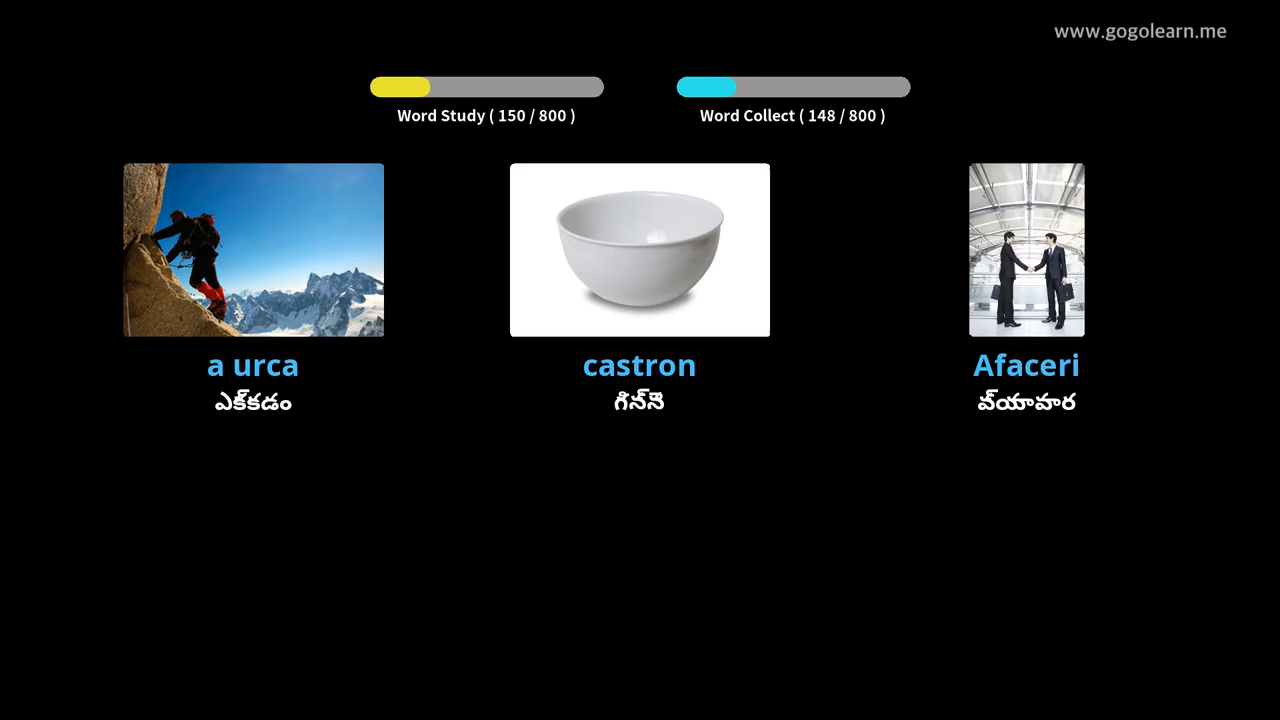 www.gogolearn.me
Word Study ( 150 / 800 )
Word Collect ( 148 / 800 )
a urca
castron
Afaceri
ఎక్కడం
గిన్నె
వ్యాపార